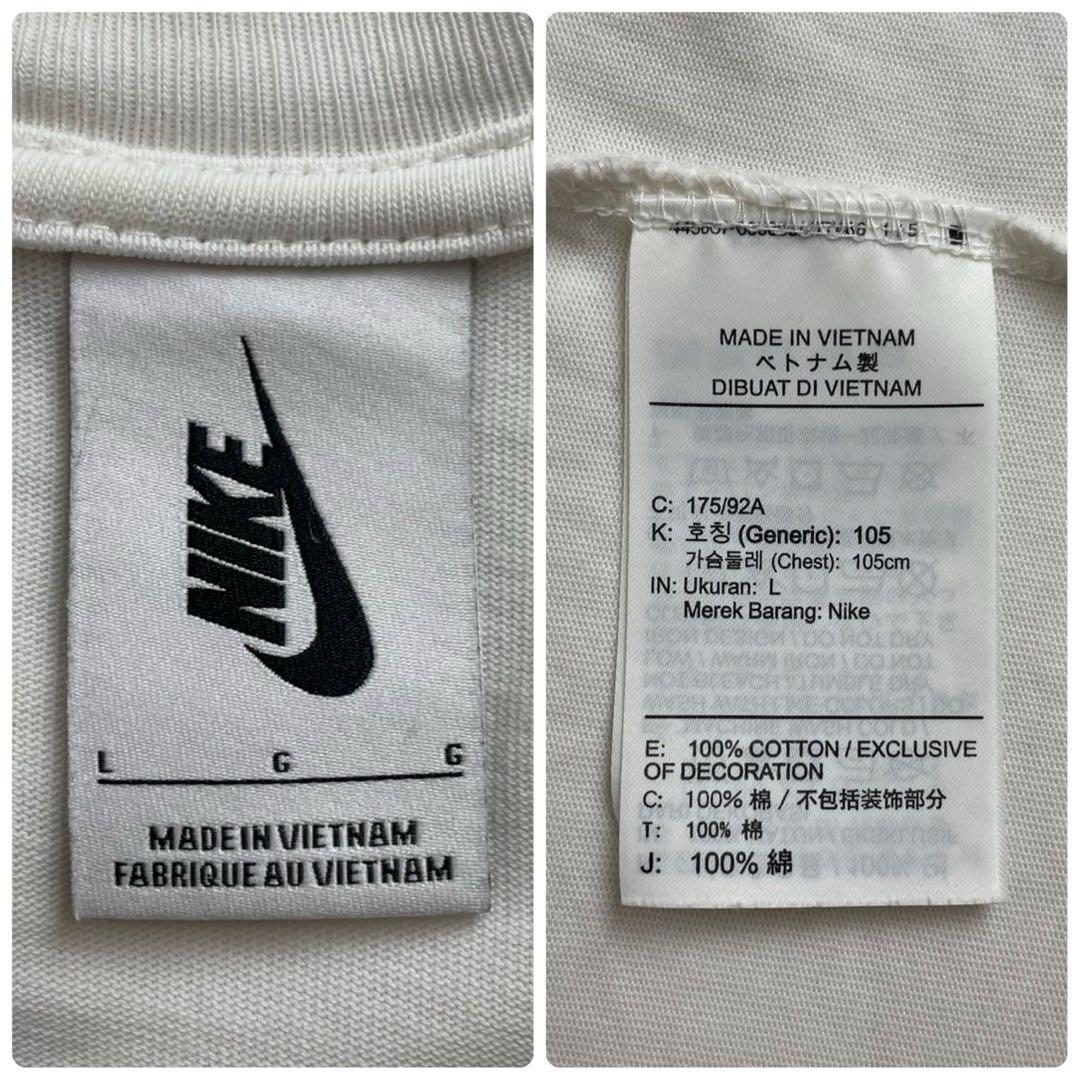 NIKE
L G G
MADE IN VIETNAM
FABRIQUE AU VIETNAM
MADE IN VIETNAM
ベトナム製
DIBUAT DI VIETNAM
C: 175/92A
K: 호칭 (Generic): 105
가슴둘레 (Chest): 105cm
IN: Ukuran: L
Merek Barang: Nike
E: 100% COTTON / EXCLUSIVE
OF DECORATION
C: 100% 棉 / 不包括装饰部分
T: 100% 棉
J: 100% 綿